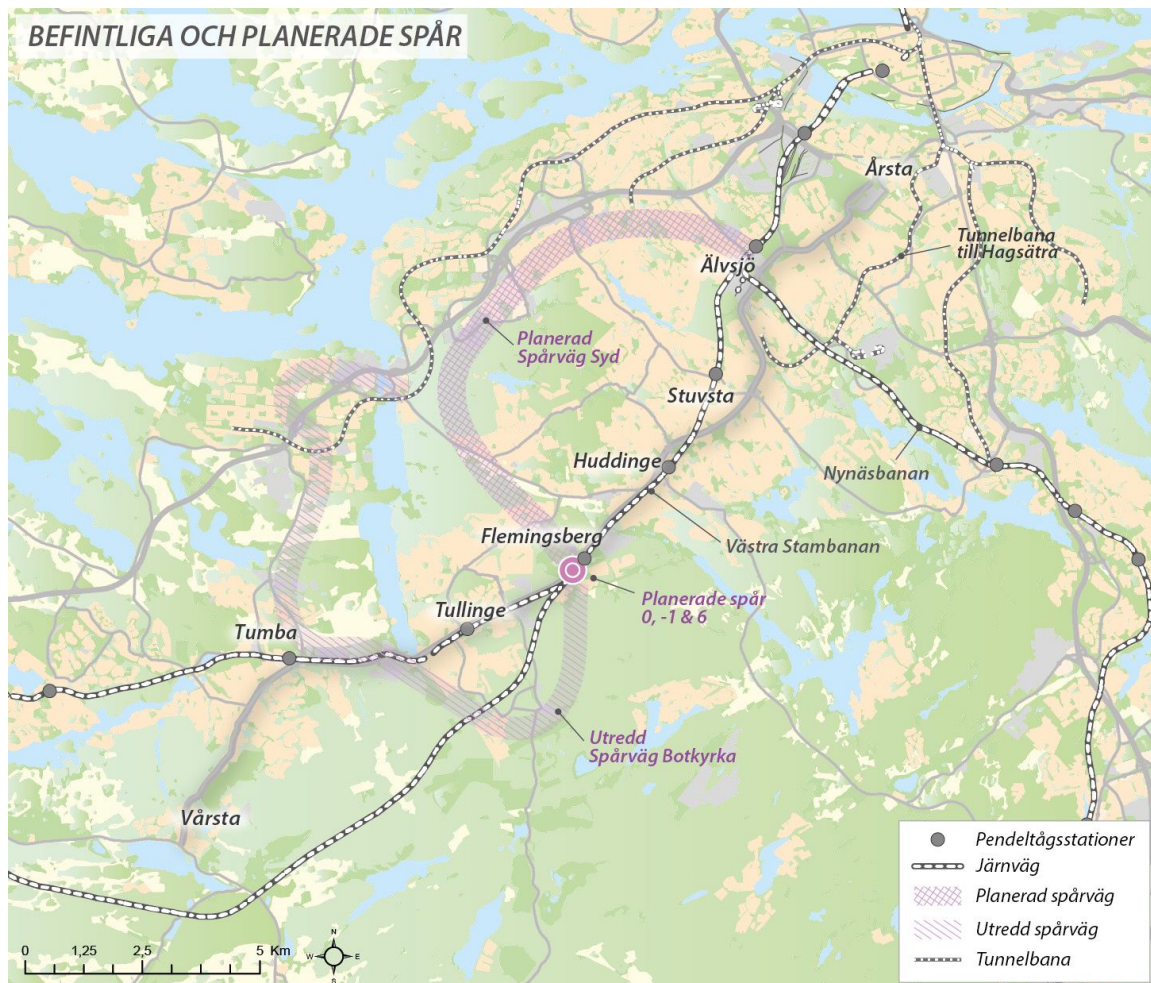 BEFINTLIGA OCH PLANERADE SPÅR
Årsta
Tunnelbana
till Hagsätra
Älvsjö
Planerad
Spårväg Syd
Stuvsta
Huddinge
Nynäsbanan
Flemingsberg
Västra Stambanan
Planerade spår
0, -1 & 6
Tullinge
Tumba
Utredd
Spårväg Botkyrka
Vårsta
Pendeltågsstationer
Järnväg
Planerad spårväg
Utredd spårväg
Tunnelbana
0 1,25 2,5 5 Km
N
W E
S